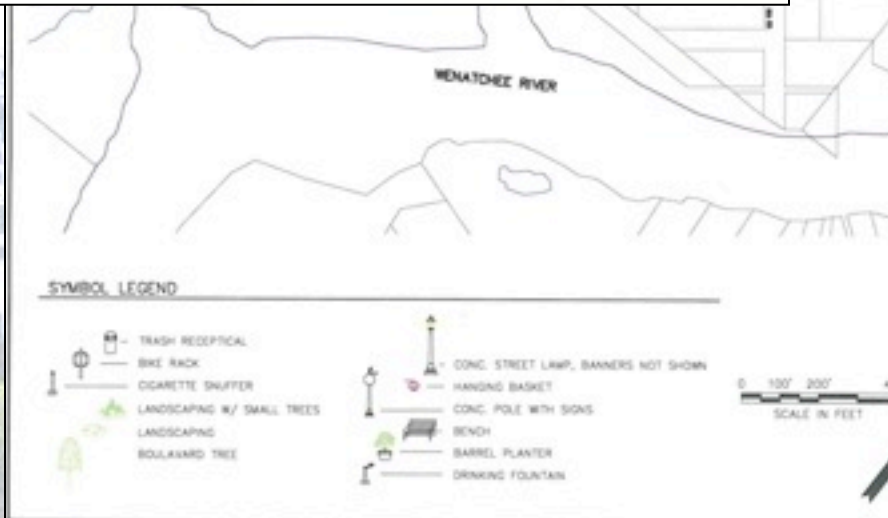 WENATCHEE RIVER
SYMBOL LEGEND
TRASH RECEPTICAL
BIKE RACK
CIGARETTE SNUFFER
LANDSCAPING W/ SMALL TREES
LANDSCAPING
BOULAVARD TREE
CONC. STREET LAMP, BANNERS NOT SHOWN
HANGING BASKET
CONC. POLE WITH SIGNS
BENCH
BARREL PLANTER
DRINKING FOUNTAIN
0 100' 200'
SCALE IN FEET